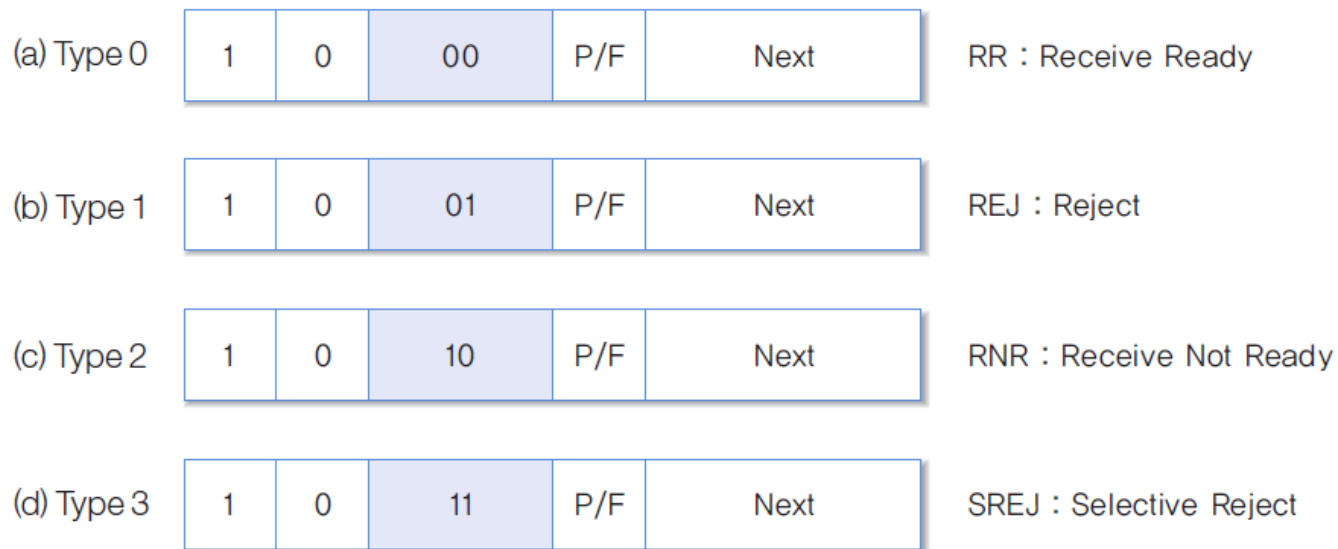 (a) Type 0 1 0 00 P/F Next RR : Receive Ready
(b) Type 1 1 0 01 P/F Next REJ : Reject
(c) Type 2 1 0 10 P/F Next RNR : Receive Not Ready
(d) Type 3 1 0 11 P/F Next SREJ : Selective Reject